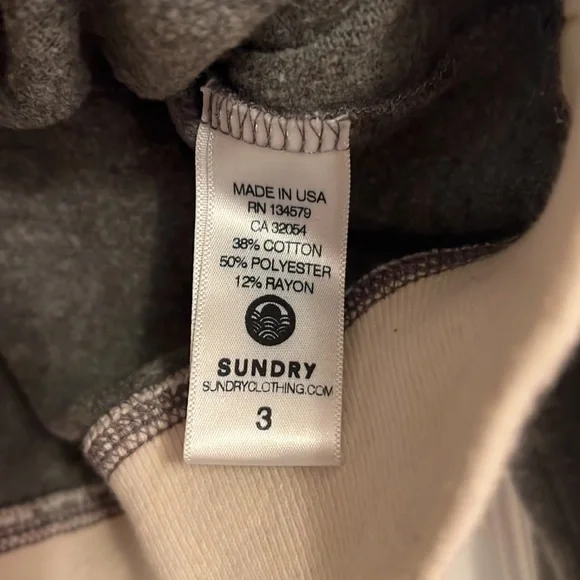 MADE IN USA
RN 134579
CA 32054
38% COTTON
50% POLYESTER
12% RAYON
SUNDRY
SUNDRYCLOTHING.COM
3